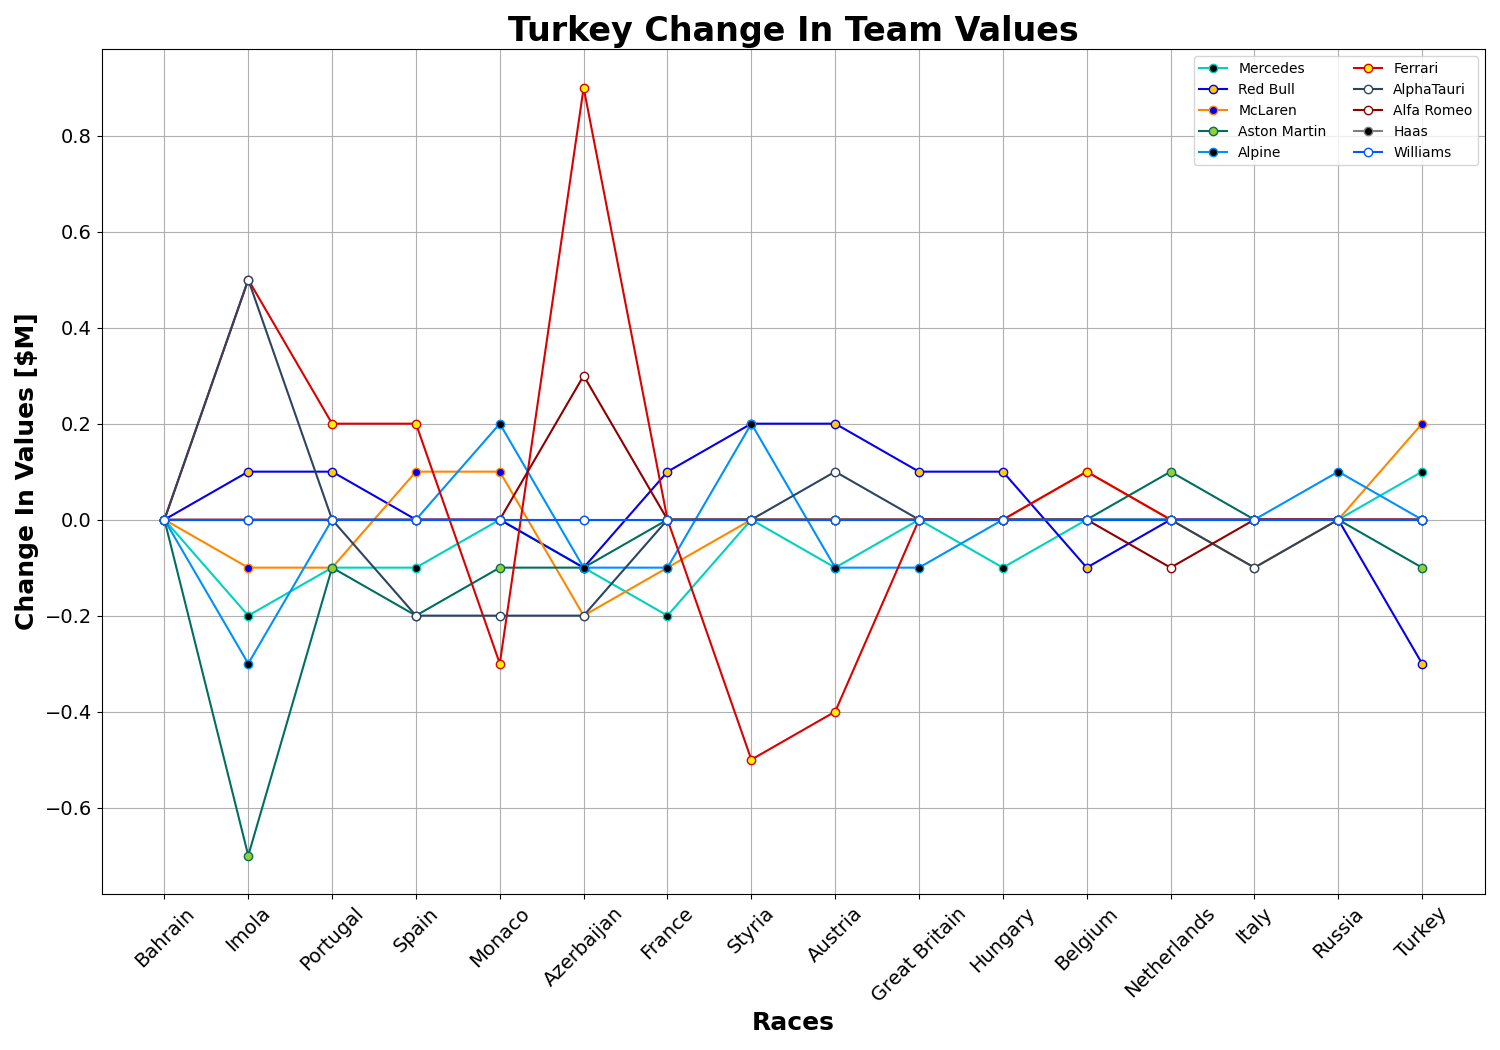 Turkey Change In Team Values
Mercedes
Red Bull
McLaren
Aston Martin
Alpine
Ferrari
AlphaTauri
Alfa Romeo
Haas
Williams
Change In Values [$M]
0.8
0.6
0.4
0.2
0.0
−0.2
−0.4
−0.6
Bahrain
Imola
Portugal
Spain
Monaco
Azerbaijan
France
Styria
Austria
Great Britain
Hungary
Belgium
Netherlands
Italy
Russia
Turkey
Races